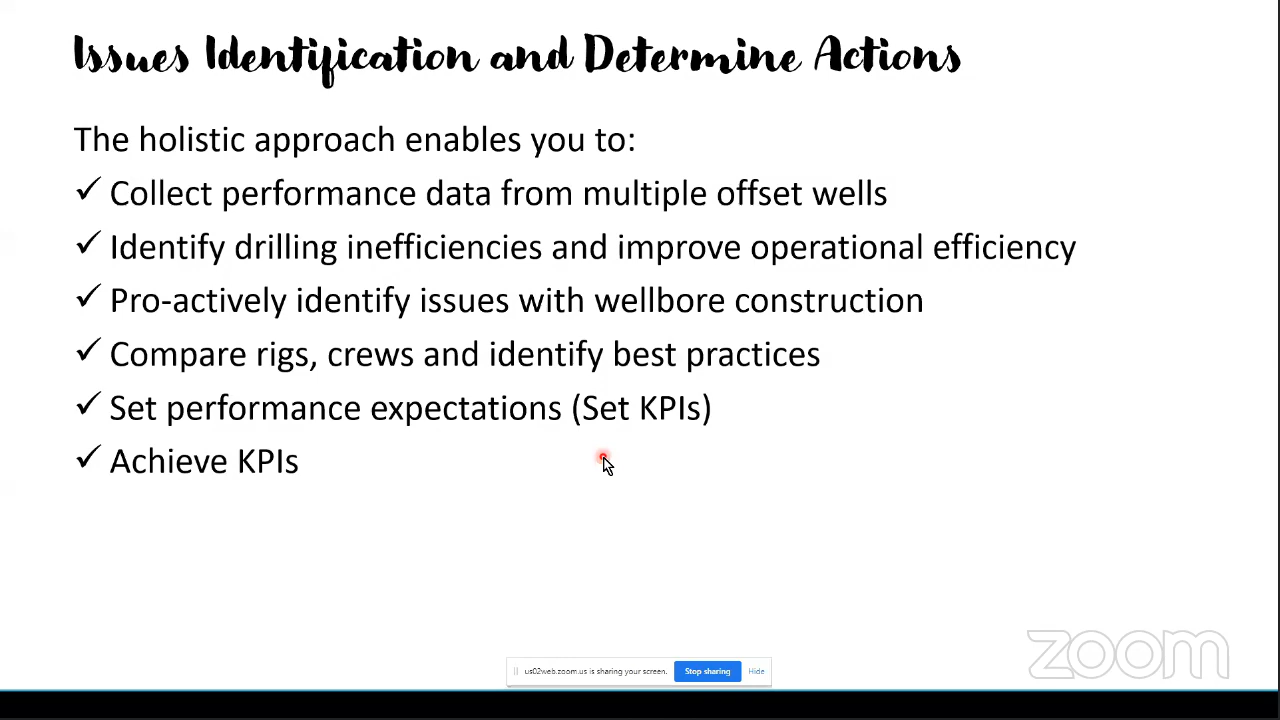 Issues Identification and Determine Actions
The holistic approach enables you to:
✓ Collect performance data from multiple offset wells
✓ Identify drilling inefficiencies and improve operational efficiency
✓ Pro-actively identify issues with wellbore construction
✓ Compare rigs, crews and identify best practices
✓ Set performance expectations (Set KPIs)
✓ Achieve KPIs
zoom
us02web.zoom.us is sharing your screen. Stop sharing Hide